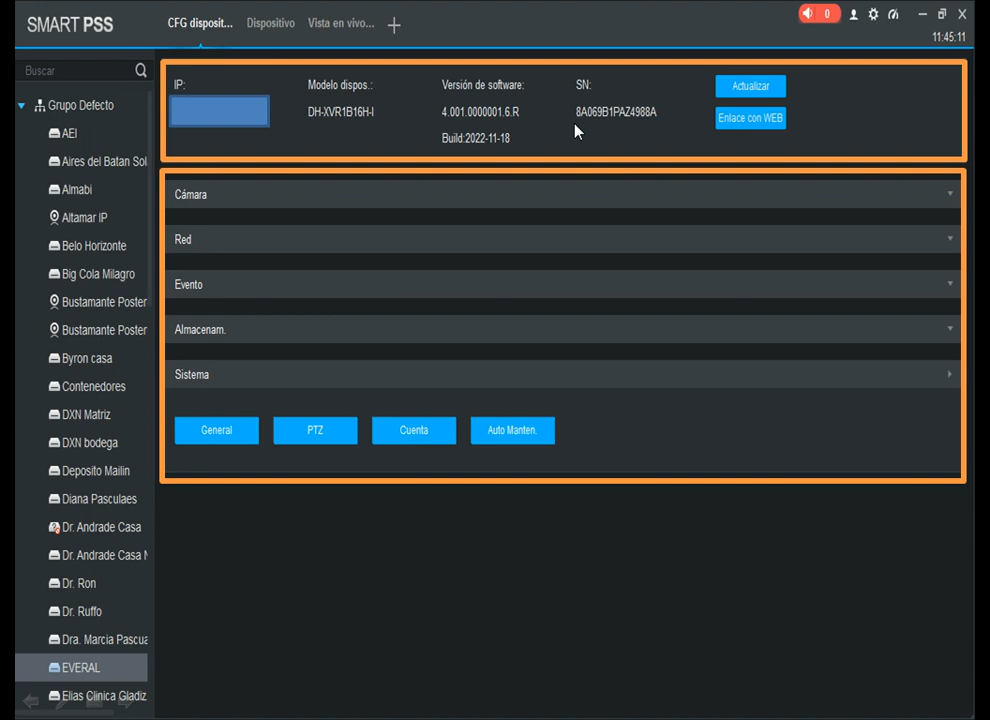 SMART PSS
CFG disposit...
Dispositivo
Vista en vivo...
0
11:45:11
Buscar
Grupo Defecto
AEI
Aires del Batan Sol
Almabi
Altamar IP
Belo Horizonte
Big Cola Milagro
Bustamante Poster
Bustamante Poster
Byron casa
Contenedores
DXN Matriz
DXN bodega
Deposito Mailin
Diana Pasculaes
Dr. Andrade Casa
Dr. Andrade Casa N
Dr. Ron
Dr. Ruffo
Dra. Marcia Pascua
EVERAL
Elias Clinica Gladiz
IP:
Modelo dispos.:
DH-XVR1B16H-I
Versión de software:
4.001.0000001.6.R
Build:2022-11-18
SN:
8A069B1PAZ4988A
Actualizar
Enlace con WEB
Cámara
Red
Evento
Almacenam.
Sistema
General
PTZ
Cuenta
Auto Manten.